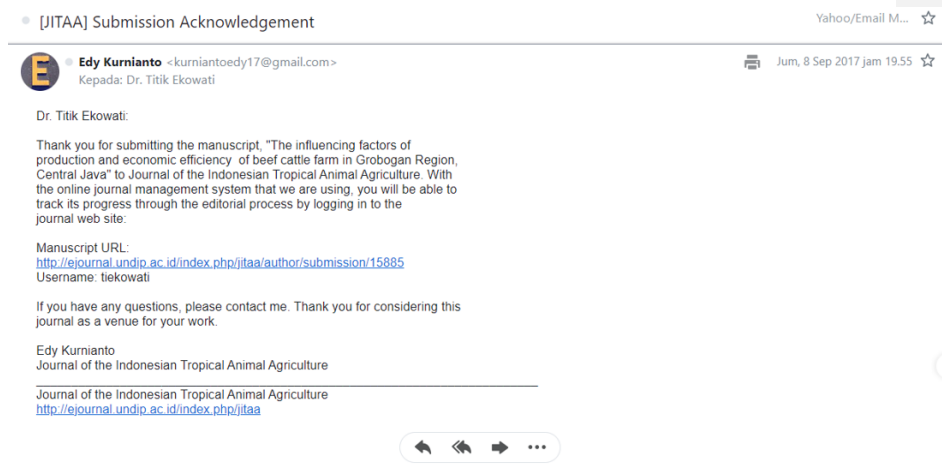 [JITAA] Submission Acknowledgement
Yahoo/Email M...
E
Edy Kurnianto <kurniantoedy17@gmail.com>
Jum, 8 Sep 2017 jam 19.55
Kepada: Dr. Titik Ekowati
Dr. Titik Ekowati:
Thank you for submitting the manuscript, "The influencing factors of
production and economic efficiency  of beef cattle farm in Grobogan Region,
Central Java" to Journal of the Indonesian Tropical Animal Agriculture. With
the online journal management system that we are using, you will be able to
track its progress through the editorial process by logging in to the
journal web site:
Manuscript URL:
http://ejournal.undip.ac.id/index.php/jitaa/author/submission/15885
Username: tiekowati
If you have any questions, please contact me. Thank you for considering this
journal as a venue for your work.
Edy Kurnianto
Journal of the Indonesian Tropical Animal Agriculture
Journal of the Indonesian Tropical Animal Agriculture
http://ejournal.undip.ac.id/index.php/jitaa